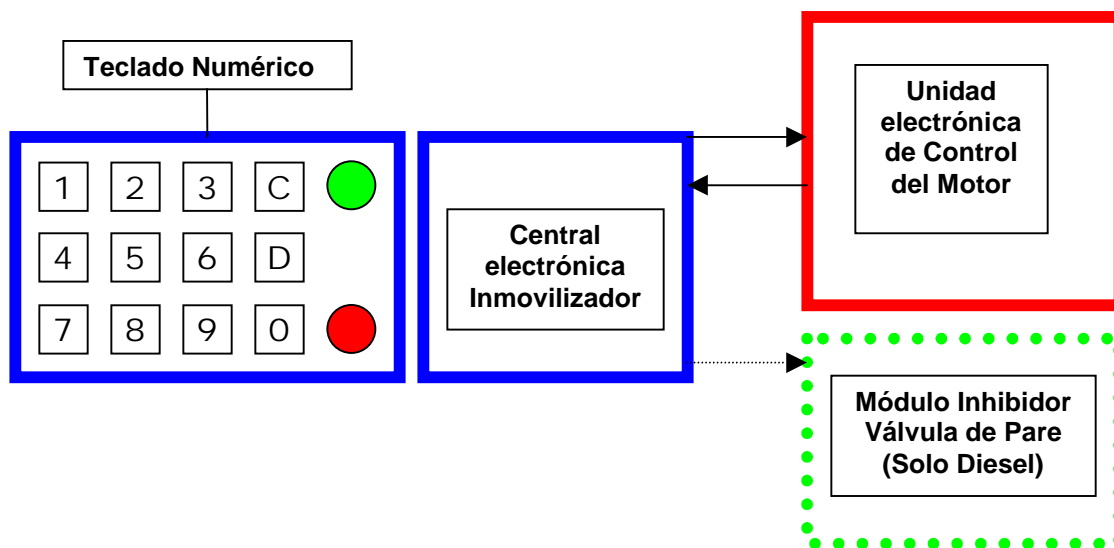 Teclado Numérico
1 2 3 C
4 5 6 D
7 8 9 0
Central
electrónica
Inmovilizador
Unidad
electrónica
de Control
del Motor
Módulo Inhibidor
Válvula de Pare
(Solo Diesel)